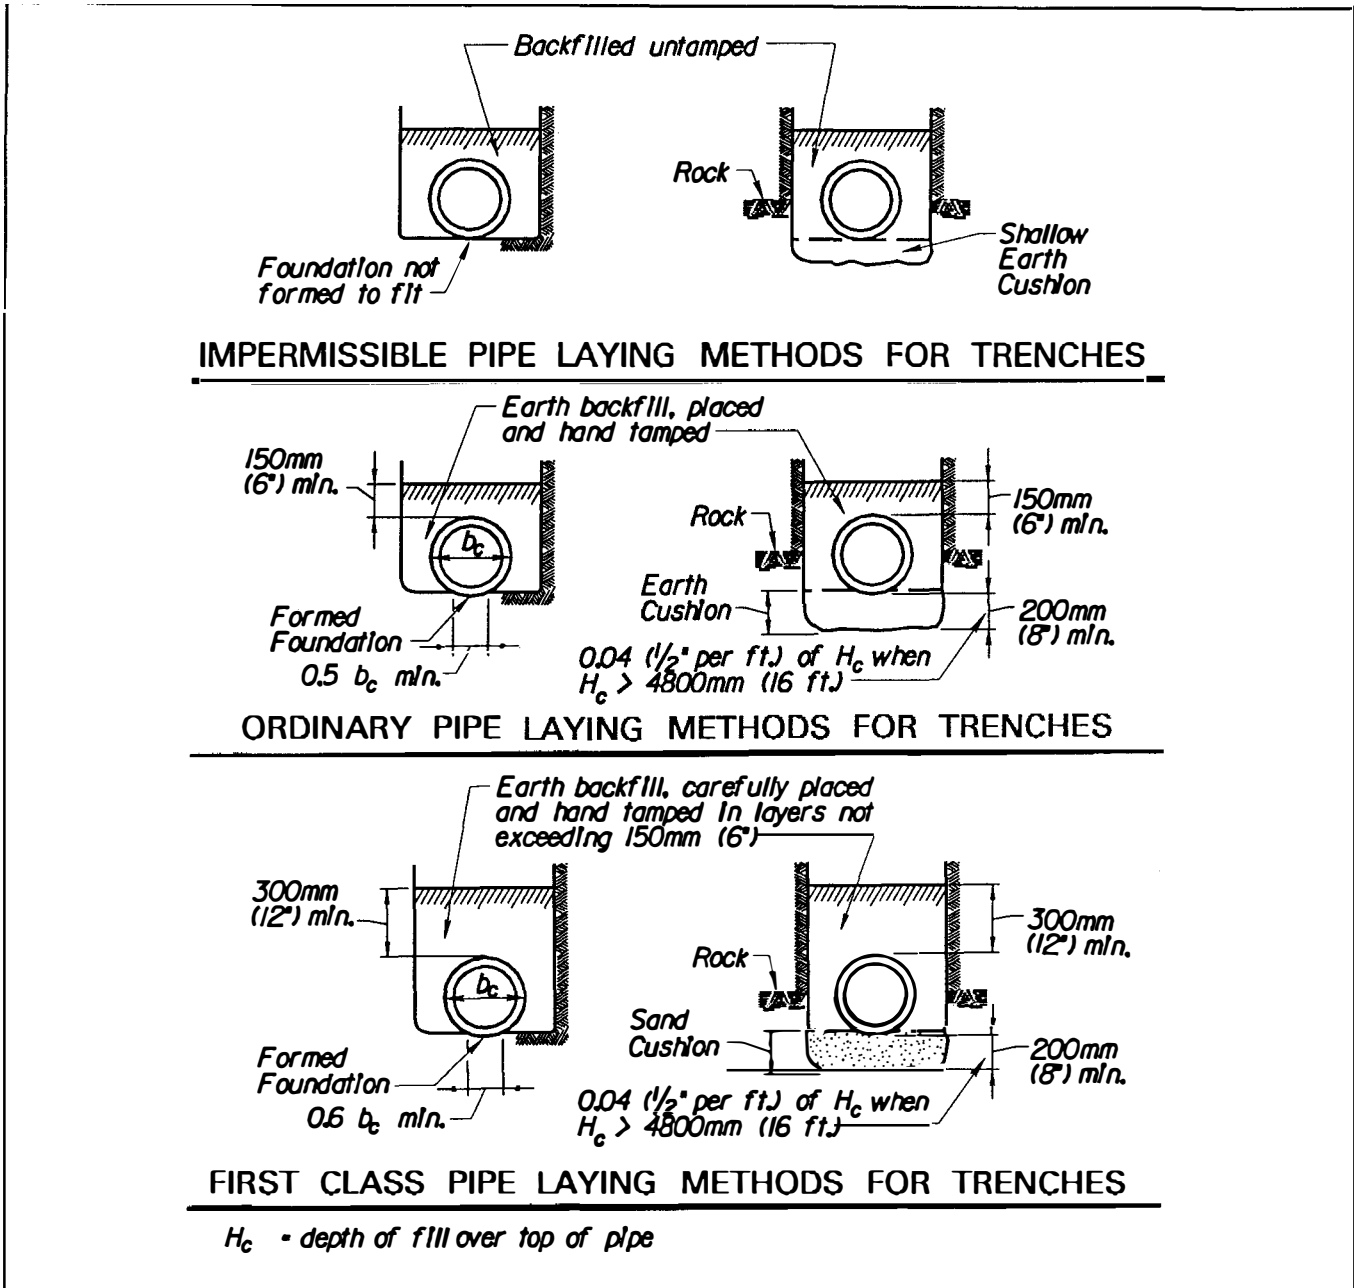 Backfilled untamped
Rock
Shallow
Earth
Cushion
Foundation not
formed to fit
IMPERMISSIBLE PIPE LAYING METHODS FOR TRENCHES
Earth backfill, placed
and hand tamped
150mm
(6") min.
Rock
150mm
(6") min.
bc
Earth
Cushion
Formed
Foundation
200mm
(8") min.
0.5 bc min.
0.04 (1/2" per ft.) of Hc when
Hc > 4800mm (16 ft.)
ORDINARY PIPE LAYING METHODS FOR TRENCHES
Earth backfill, carefully placed
and hand tamped in layers not
exceeding 150mm (6")
300mm
(12") min.
300mm
(12") min.
Rock
bc
Sand
Cushion
Formed
Foundation
200mm
(8") min.
0.6 bc min.
0.04 (1/2" per ft.) of Hc when
Hc > 4800mm (16 ft.)
FIRST CLASS PIPE LAYING METHODS FOR TRENCHES
Hc = depth of fill over top of pipe